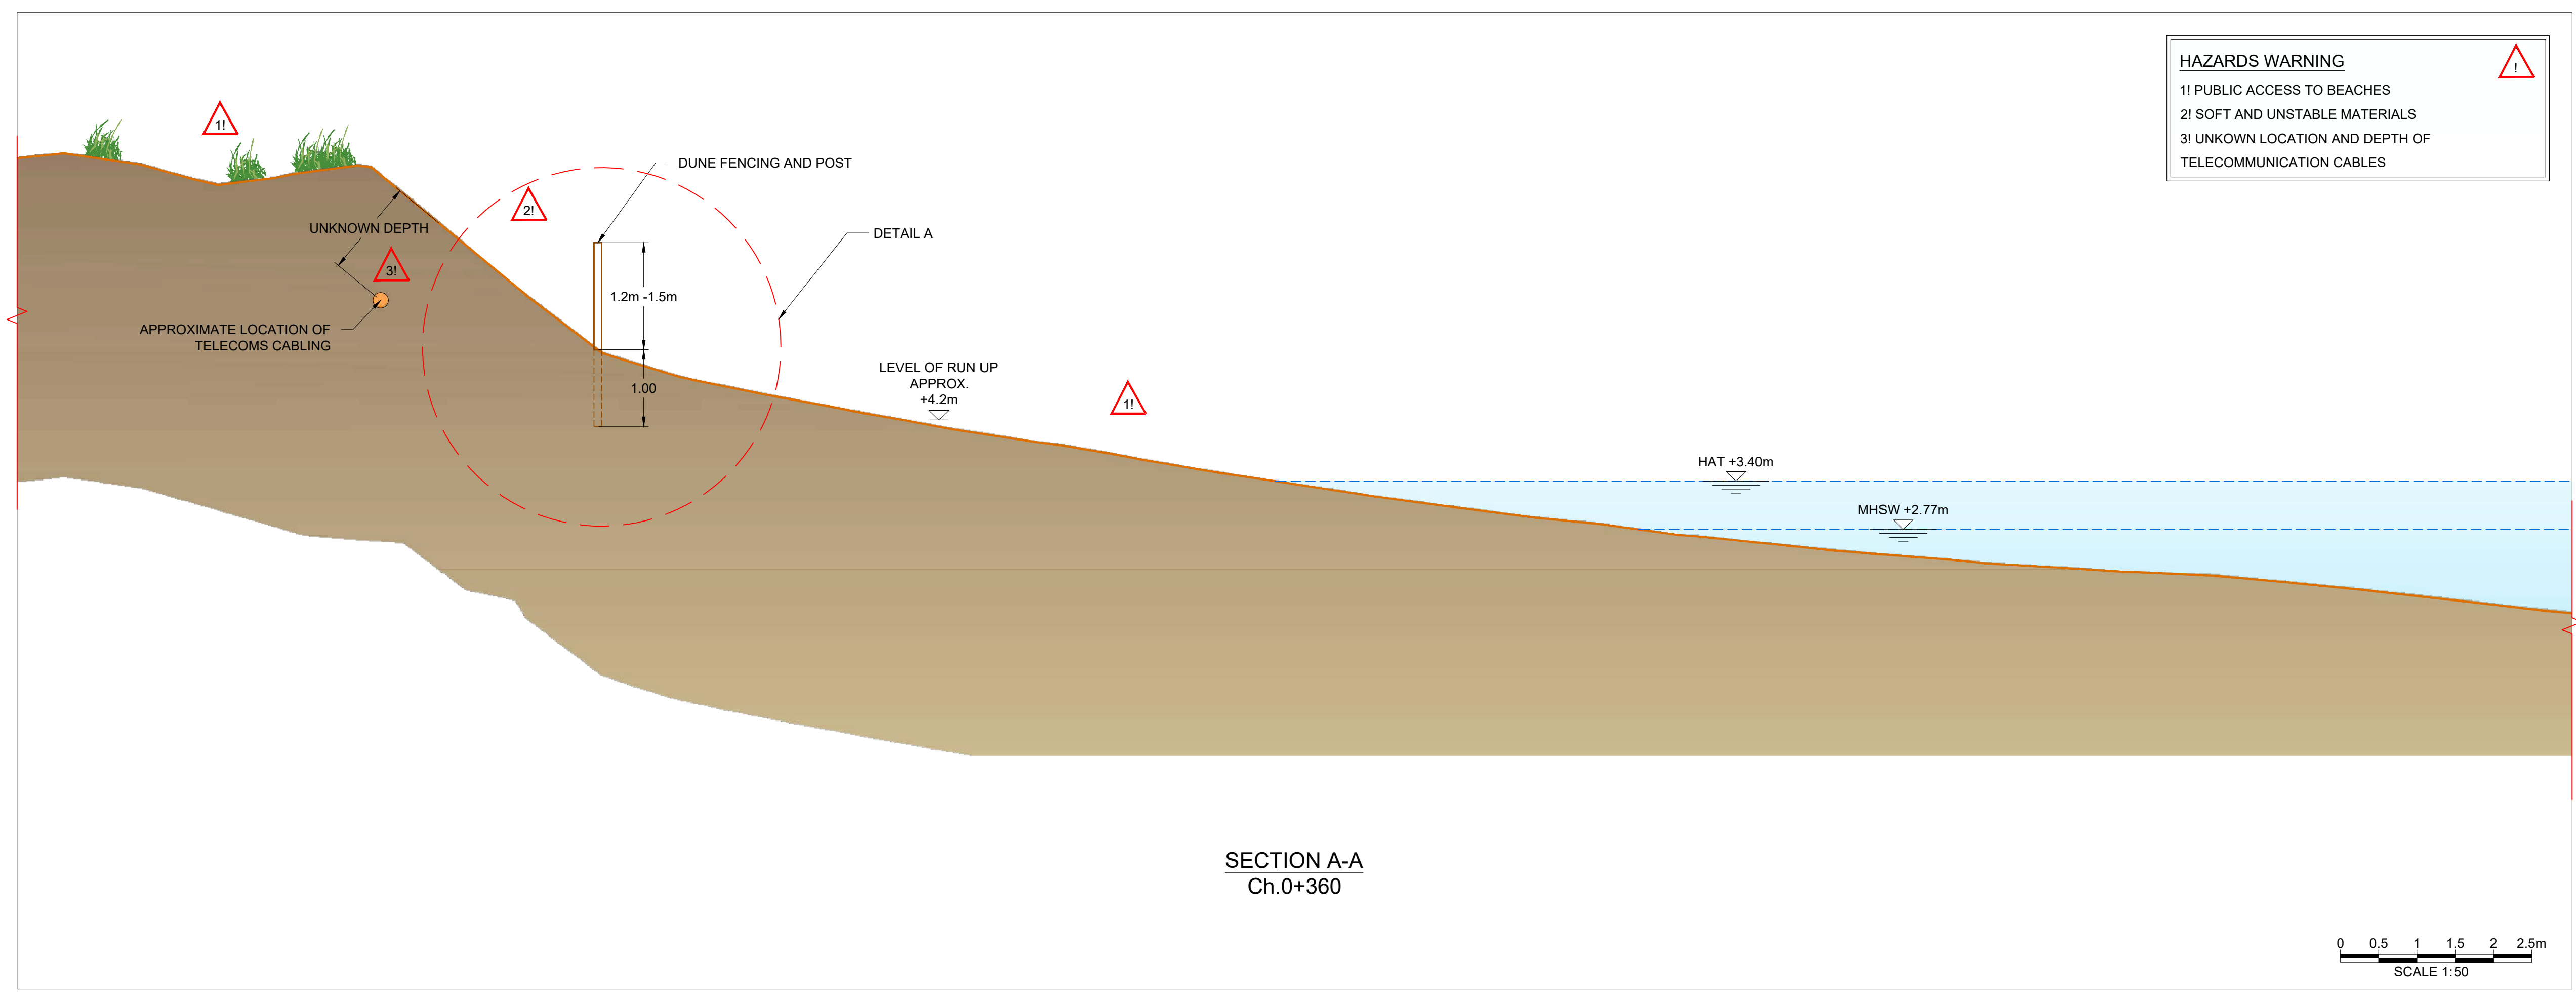 HAZARDS WARNING
!
1! PUBLIC ACCESS TO BEACHES
2! SOFT AND UNSTABLE MATERIALS
3! UNKOWN LOCATION AND DEPTH OF
TELECOMMUNICATION CABLES
1!
DUNE FENCING AND POST
2!
UNKNOWN DEPTH
DETAIL A
3!
1.2m -1.5m
APPROXIMATE LOCATION OF
TELECOMS CABLING
LEVEL OF RUN UP
APPROX.
+4.2m
1.00
1!
HAT +3.40m
MHSW +2.77m
SECTION A-A
Ch.0+360
0 0.5 1 1.5 2 2.5m
SCALE 1:50